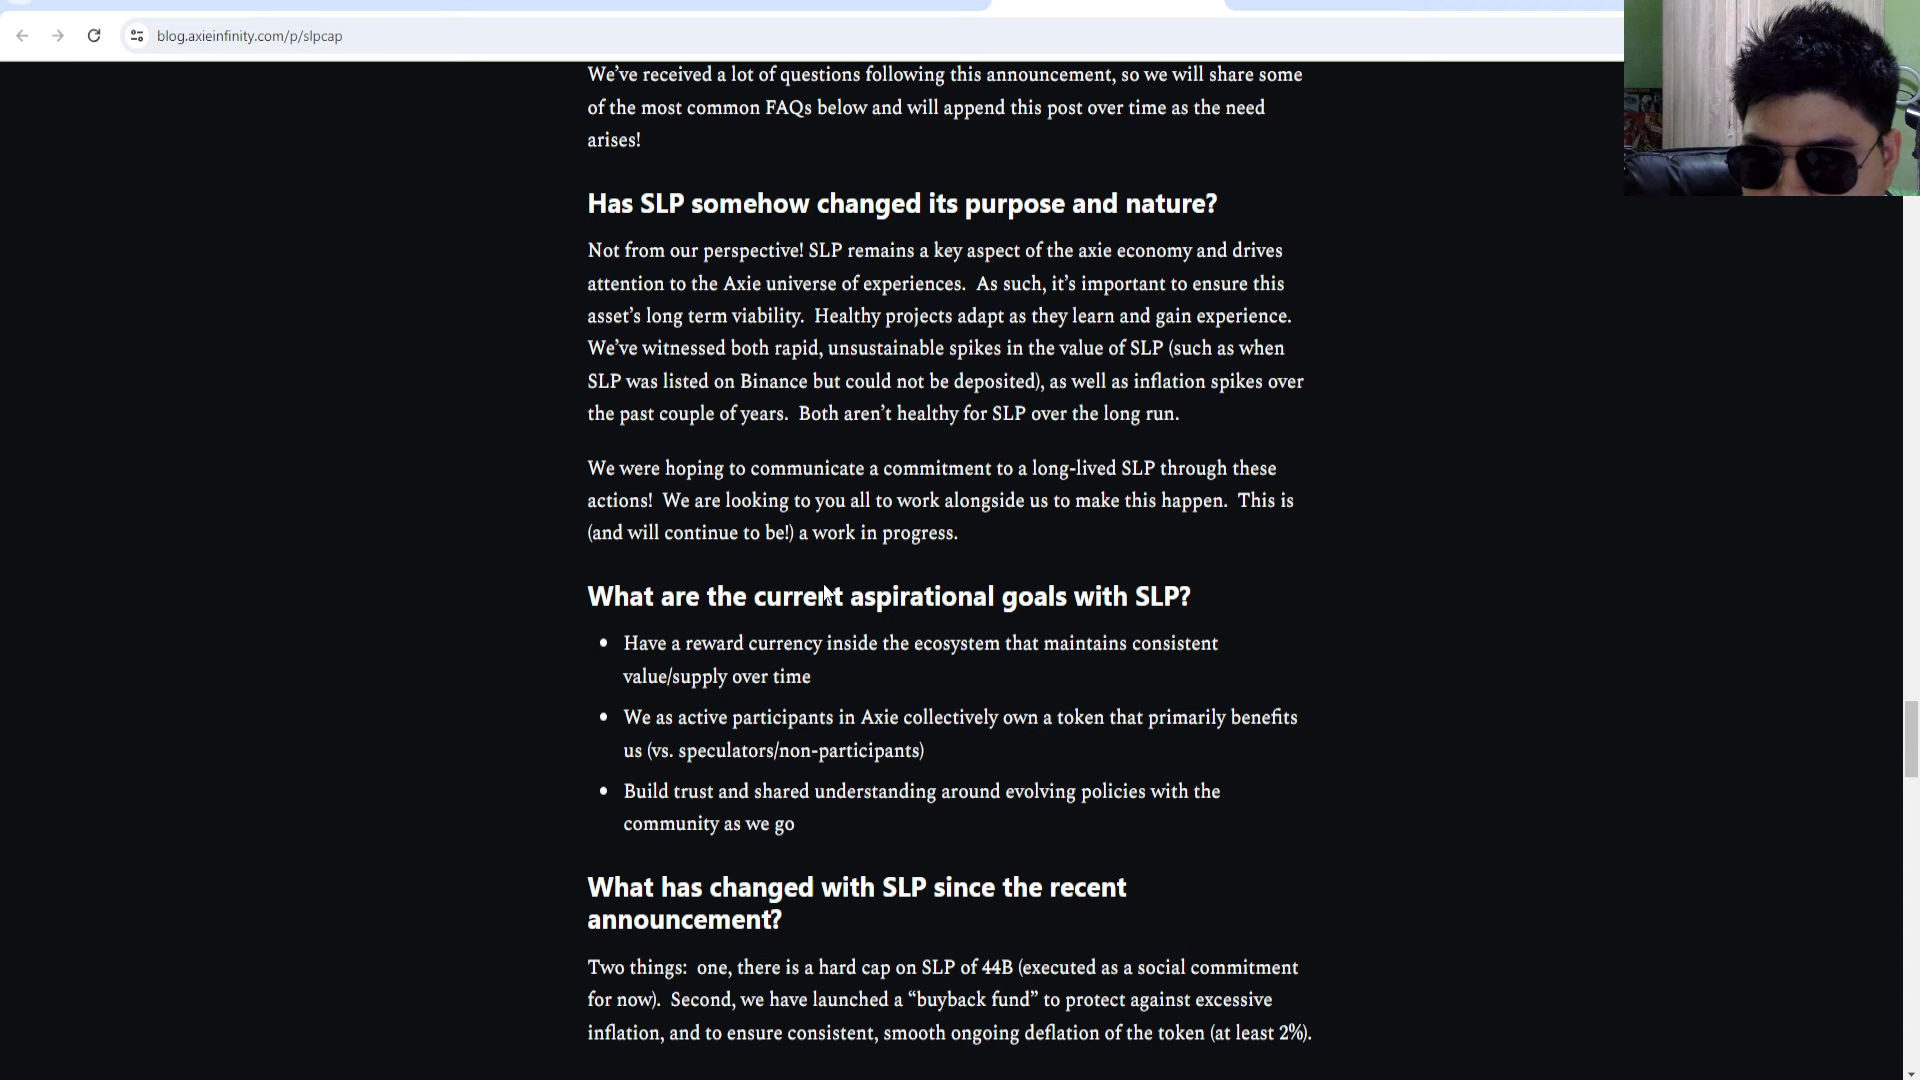 blog.axieinfinity.com/p/slpcap
We’ve received a lot of questions following this announcement, so we will share some
of the most common FAQs below and will append this post over time as the need
arises!
Has SLP somehow changed its purpose and nature?
Not from our perspective! SLP remains a key aspect of the axie economy and drives
attention to the Axie universe of experiences.  As such, it’s important to ensure this
asset’s long term viability.  Healthy projects adapt as they learn and gain experience.
We’ve witnessed both rapid, unsustainable spikes in the value of SLP (such as when
SLP was listed on Binance but could not be deposited), as well as inflation spikes over
the past couple of years.  Both aren’t healthy for SLP over the long run.
We were hoping to communicate a commitment to a long-lived SLP through these
actions!  We are looking to you all to work alongside us to make this happen.  This is
(and will continue to be!) a work in progress.
What are the current aspirational goals with SLP?
• Have a reward currency inside the ecosystem that maintains consistent
value/supply over time
• We as active participants in Axie collectively own a token that primarily benefits
us (vs. speculators/non-participants)
• Build trust and shared understanding around evolving policies with the
community as we go
What has changed with SLP since the recent
announcement?
Two things:  one, there is a hard cap on SLP of 44B (executed as a social commitment
for now).  Second, we have launched a “buyback fund” to protect against excessive
inflation, and to ensure consistent, smooth ongoing deflation of the token (at least 2%).